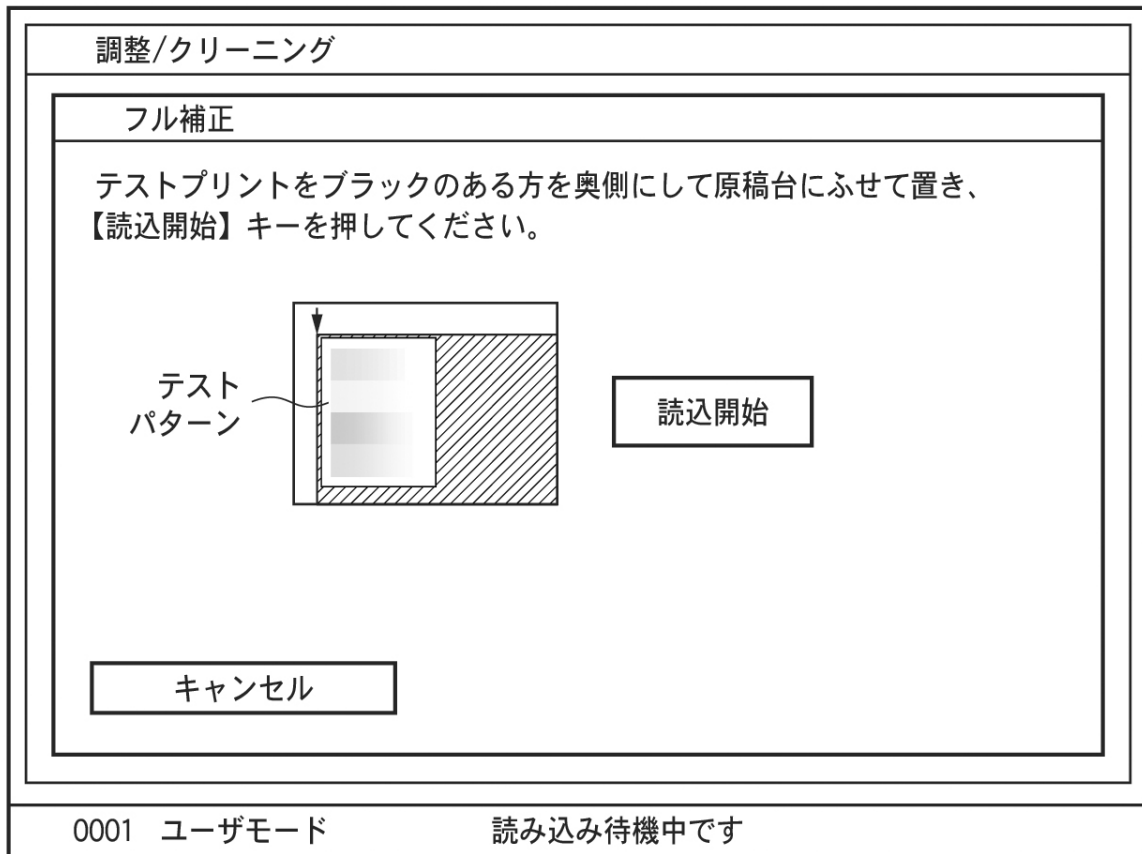 調整/クリーニング
フル補正
テストプリントをブラックのある方を奥側にして原稿台にふせて置き、
【読込開始】キーを押してください。
テスト
パターン
読込開始
キャンセル
0001 ユーザモード 読み込み待機中です